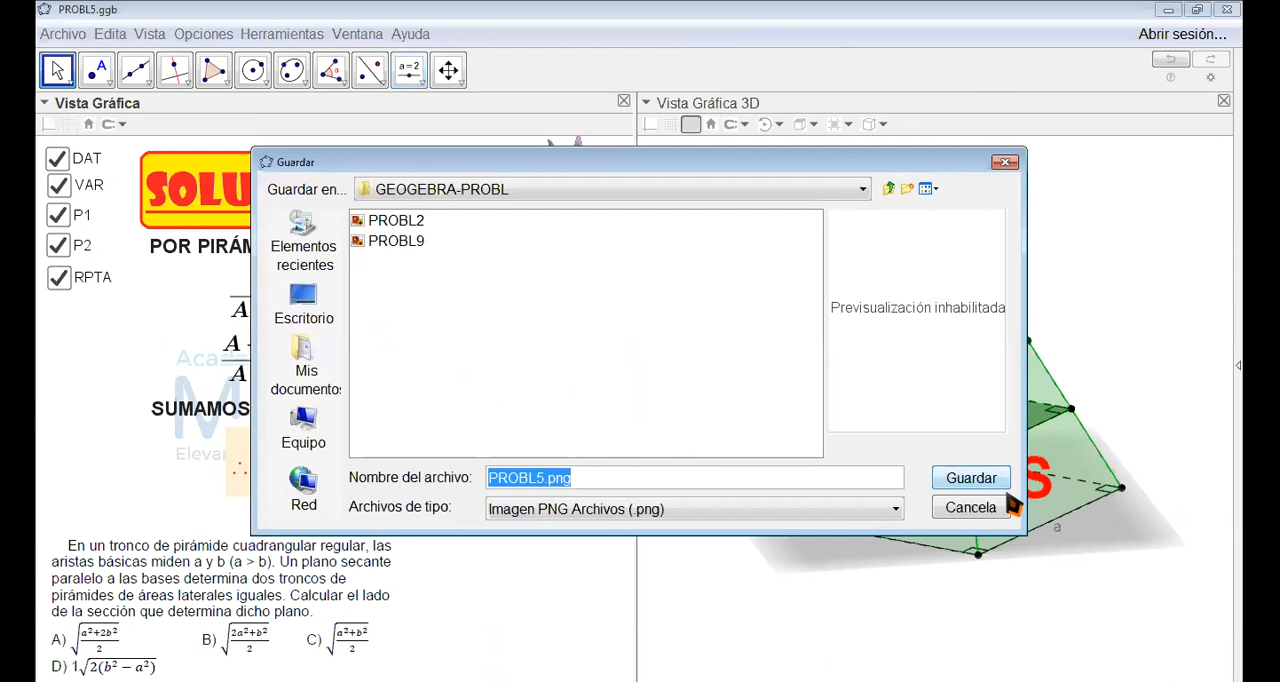 PROBL5.ggb
Archivo Edita Vista Opciones Herramientas Ventana Ayuda
Abrir sesión...
A
α
a=2
Vista Gráfica
Vista Gráfica 3D
DAT
VAR
P1
P2
RPTA
SOLU
POR PIRÁM
A
A
A
Acade
M
SUMAMOS
Eleva
∴
Guardar
Guardar en...
GEOGEBRA-PROBL
Elementos
recientes
Escritorio
Mis
documentos
Equipo
Red
PROBL2
PROBL9
Previsualización inhabilitada
Nombre del archivo: PROBL5.png
Guardar
Archivos de tipo: Imagen PNG Archivos (.png)
Cancela
S
a
En un tronco de pirámide cuadrangular regular, las
aristas básicas miden a y b (a > b). Un plano secante
paralelo a las bases determina dos troncos de
pirámides de áreas laterales iguales. Calcular el lado
de la sección que determina dicho plano.
A) √((a²+2b²)/2) B) √((2a²+b²)/2) C) √((a²+b²)/2)
D) 1√(2(b² − a²))